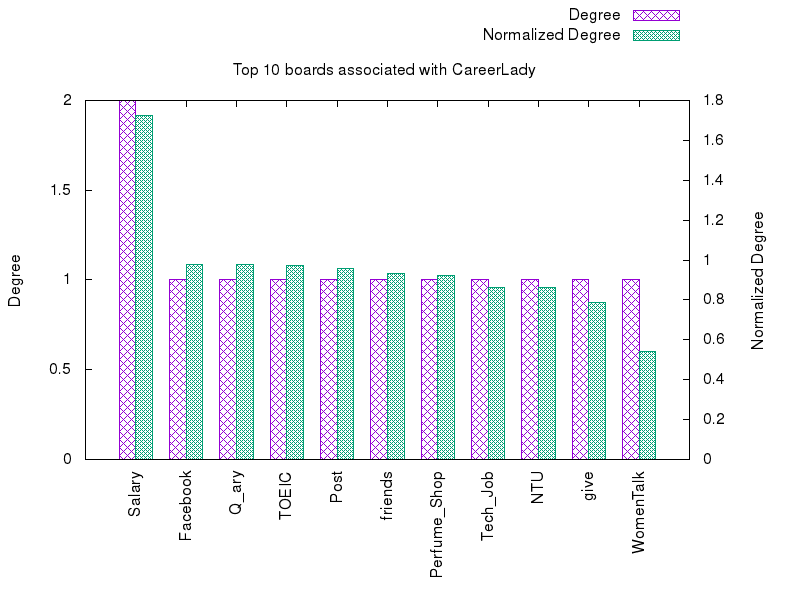 Degree
Normalized Degree
Top 10 boards associated with CareerLady
2
1.5
1
0.5
0
Degree
1.8
1.6
1.4
1.2
1
0.8
0.6
0.4
0.2
0
Normalized Degree
Salary
Facebook
Q_ary
TOEIC
Post
friends
Perfume_Shop
Tech_Job
NTU
give
WomenTalk